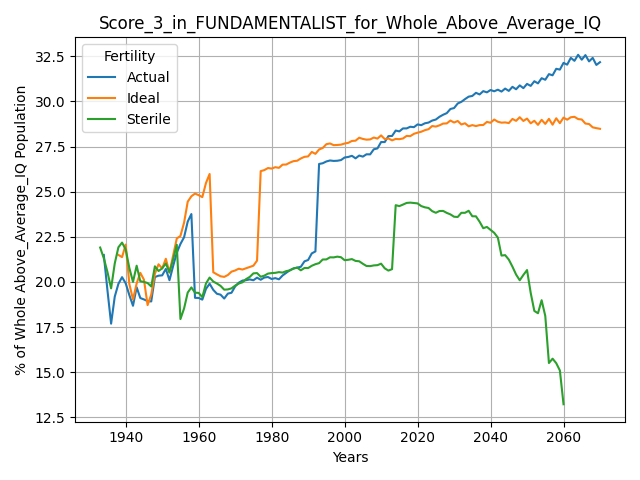 Score_3_in_FUNDAMENTALIST_for_Whole_Above_Average_IQ
% of Whole Above_Average_IQ Population
32.5
30.0
27.5
25.0
22.5
20.0
17.5
15.0
12.5
Fertility
Actual
Ideal
Sterile
1940 1960 1980 2000 2020 2040 2060
Years